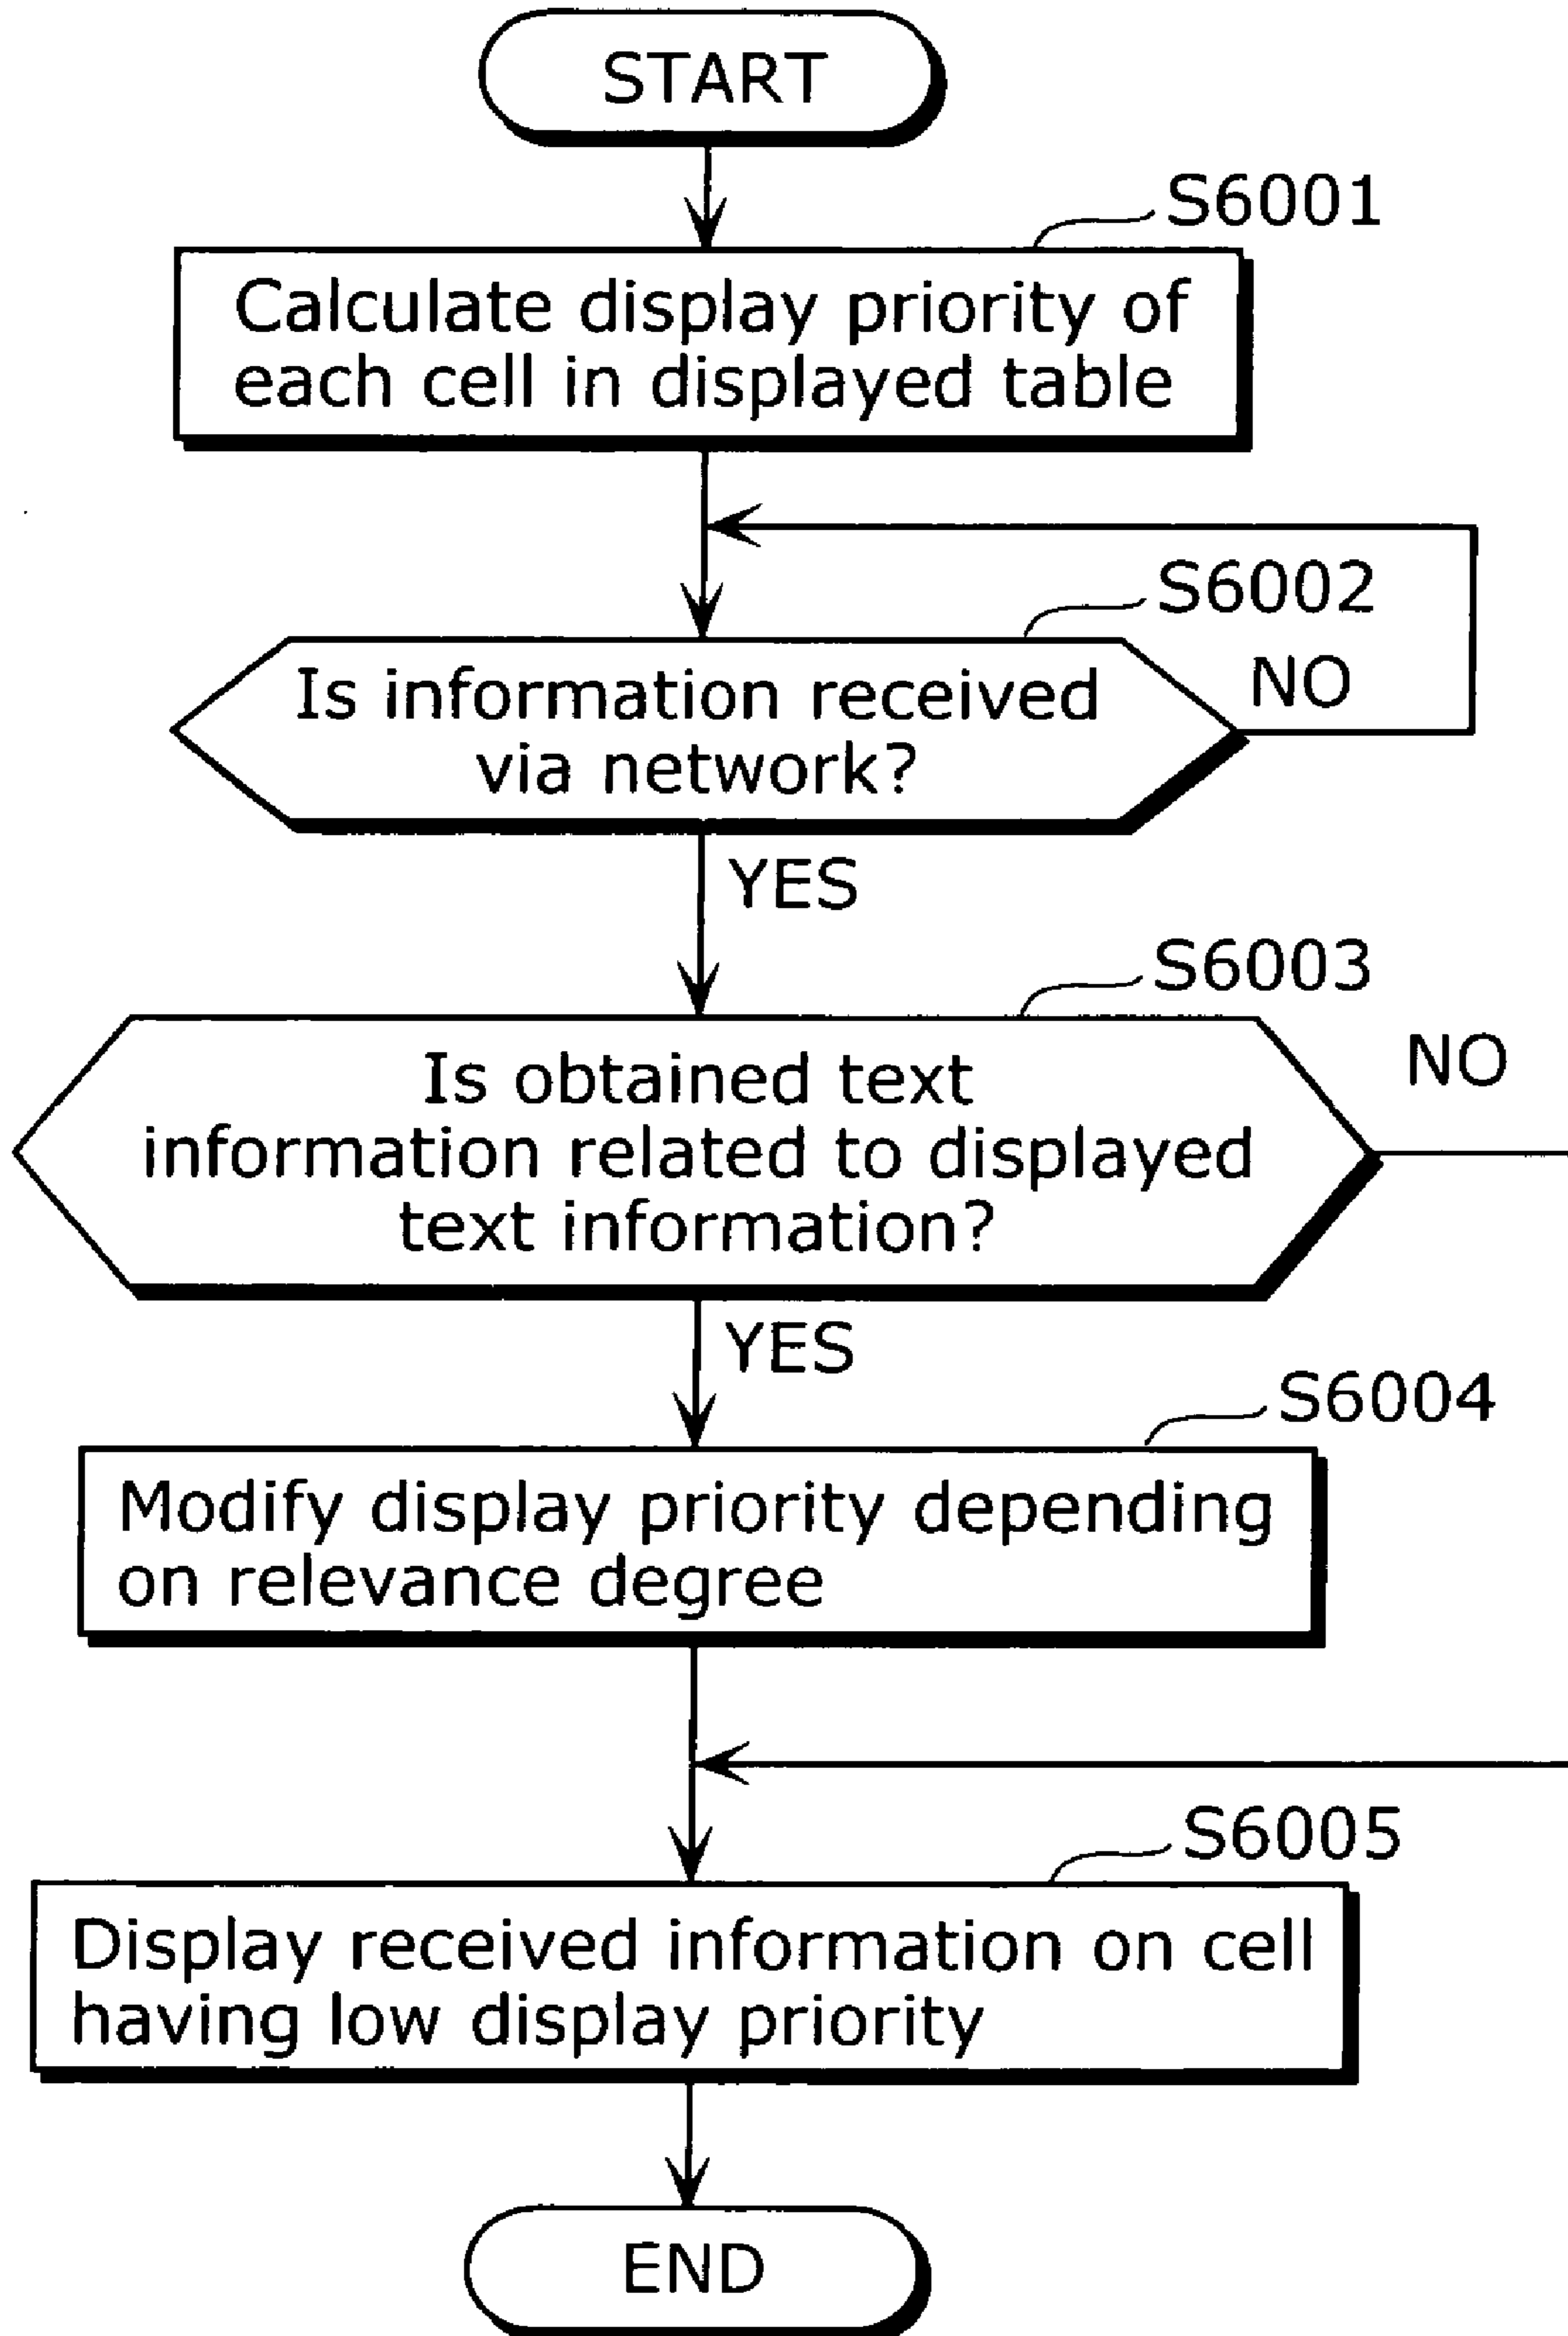 START
S6001
Calculate display priority of
each cell in displayed table
S6002
Is information received
via network?
NO
YES
S6003
Is obtained text
information related to displayed
text information?
NO
YES
S6004
Modify display priority depending
on relevance degree
S6005
Display received information on cell
having low display priority
END